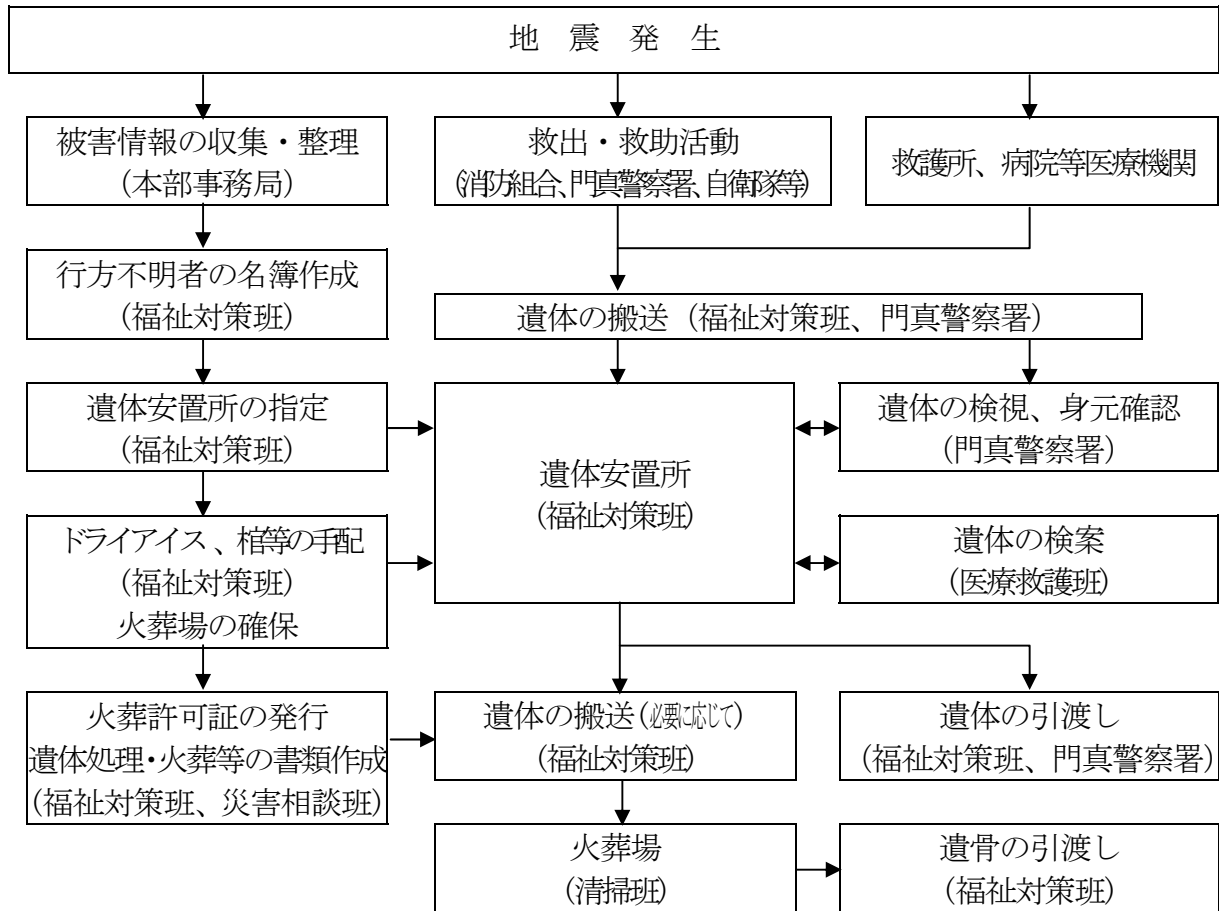 地 震 発 生
被害情報の収集・整理
(本部事務局)
救出・救助活動
(消防組合、門真警察署、自衛隊等)
救護所、病院等医療機関
行方不明者の名簿作成
(福祉対策班)
遺体の搬送 (福祉対策班、門真警察署)
遺体安置所の指定
(福祉対策班)
遺体安置所
(福祉対策班)
遺体の検視、身元確認
(門真警察署)
ドライアイス、棺等の手配
(福祉対策班)
火葬場の確保
遺体の検案
(医療救護班)
火葬許可証の発行
遺体処理・火葬等の書類作成
(福祉対策班、災害相談班)
遺体の搬送(必要に応じて)
(福祉対策班)
遺体の引渡し
(福祉対策班、門真警察署)
火葬場
(清掃班)
遺骨の引渡し
(福祉対策班)